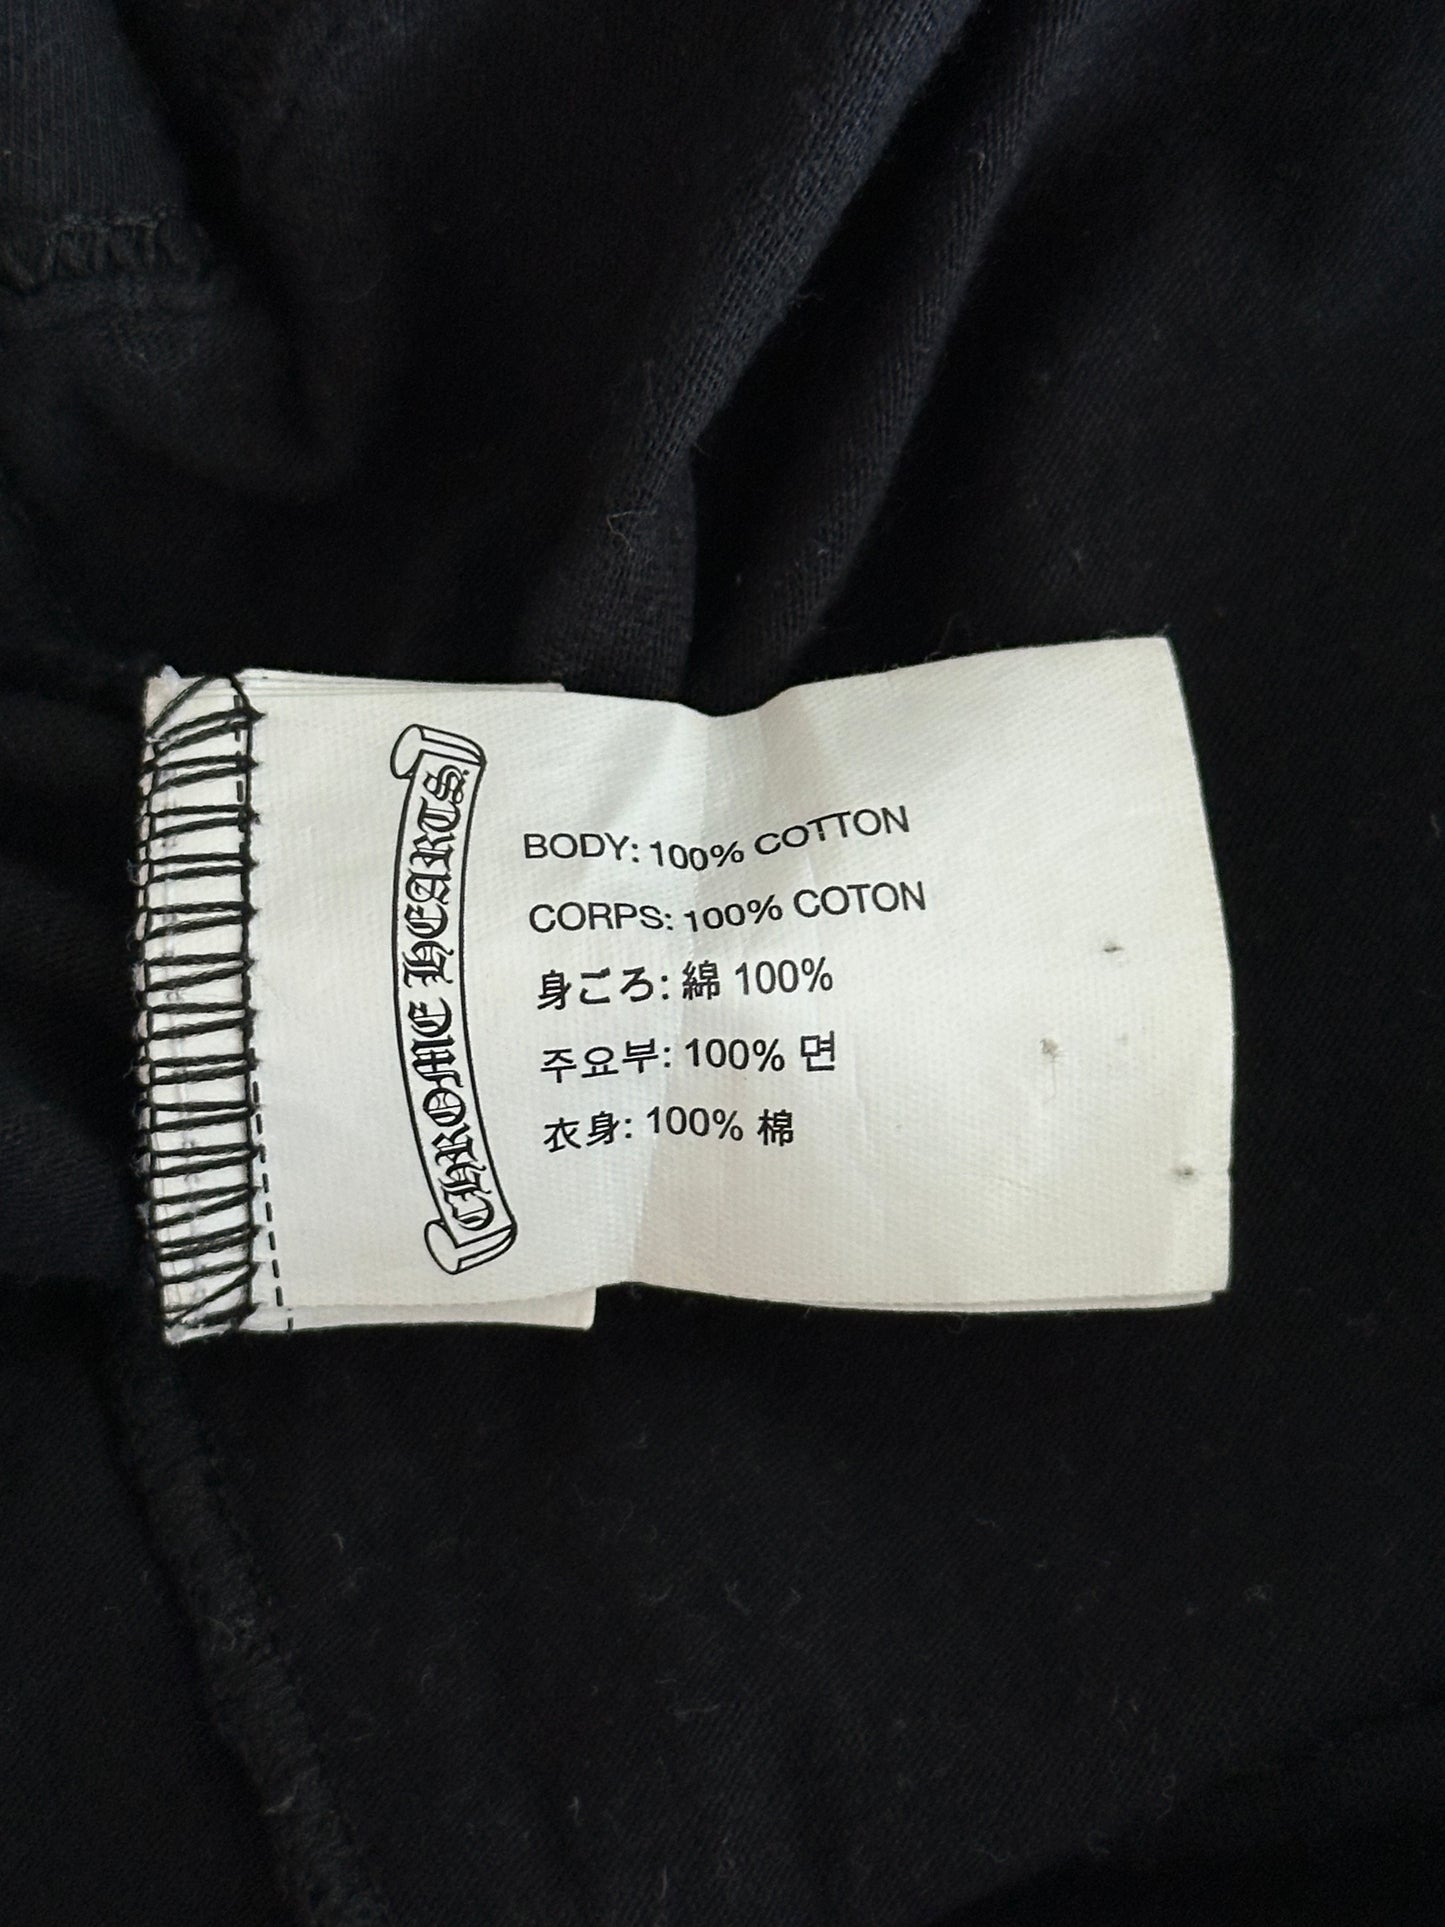 CHROME HEARTS
BODY: 100% COTTON
CORPS: 100% COTON
身ごろ: 綿 100%
주요부: 100% 면
衣身: 100% 棉